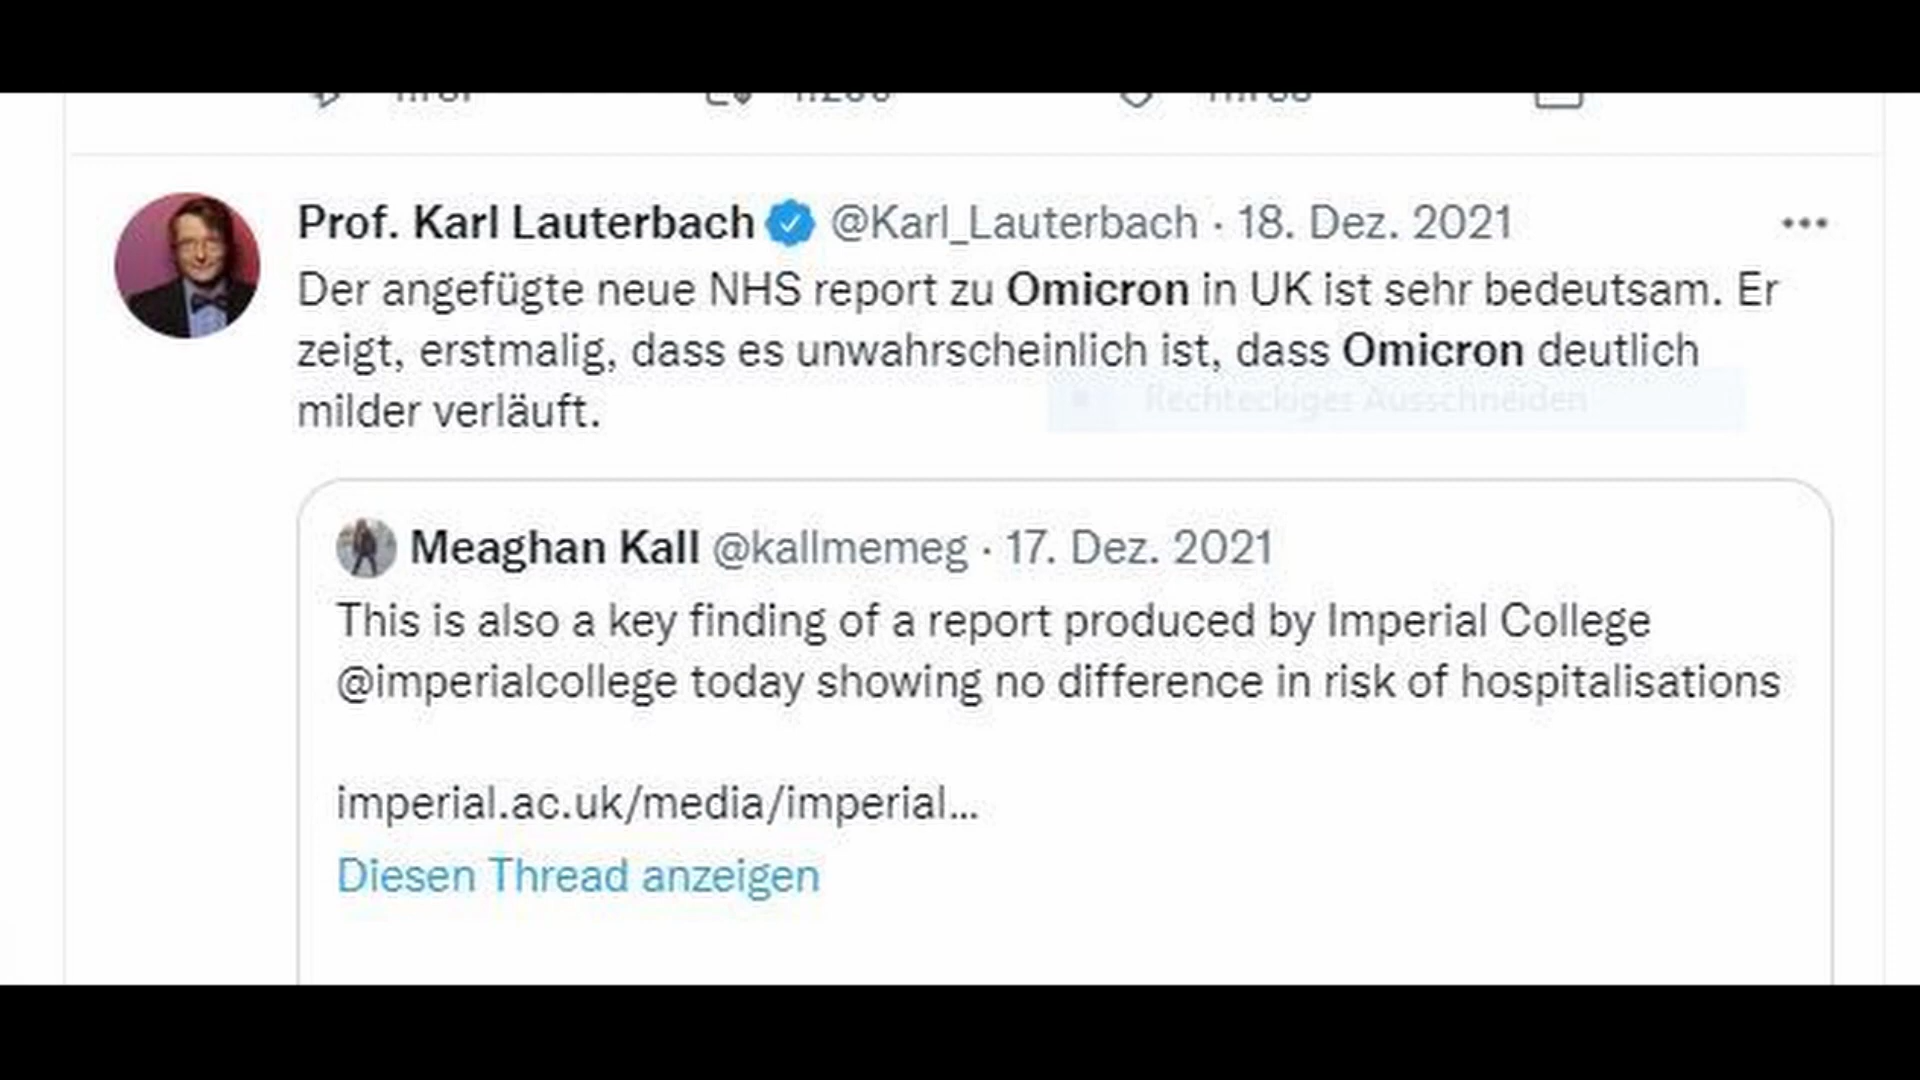 Prof. Karl Lauterbach @Karl_Lauterbach · 18. Dez. 2021
Der angefügte neue NHS report zu Omicron in UK ist sehr bedeutsam. Er
zeigt, erstmalig, dass es unwahrscheinlich ist, dass Omicron deutlich
milder verläuft.
Rechteckiges Ausschneiden
Meaghan Kall @kallmemeg · 17. Dez. 2021
This is also a key finding of a report produced by Imperial College
@imperialcollege today showing no difference in risk of hospitalisations
imperial.ac.uk/media/imperial...
Diesen Thread anzeigen